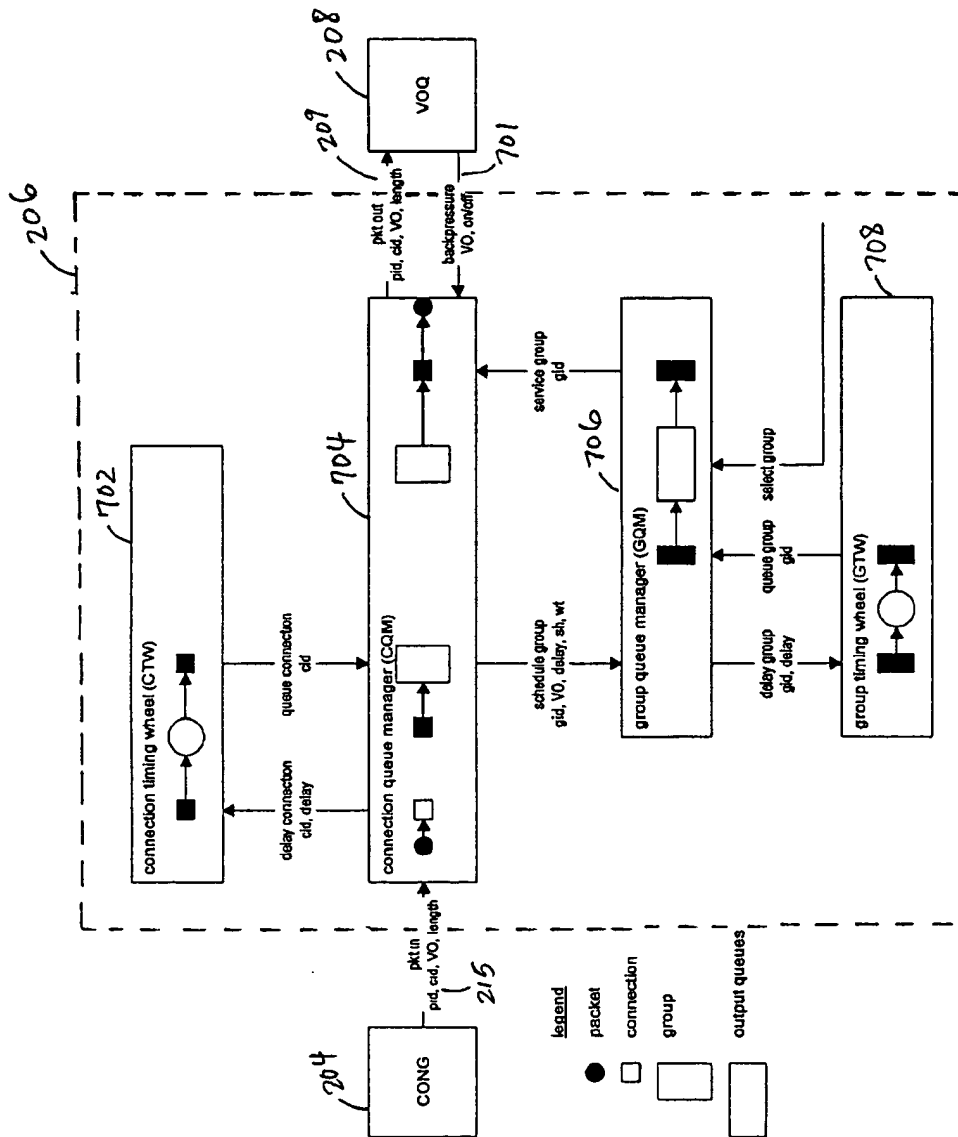 206
702
connection timing wheel (CTW)
delay connection
cid, delay
queue connection
cid
204
CONG
pkt in
pid, cid, VO, length
215
704
connection queue manager (CQM)
pkt out
pid, cid, VO, length
209
208
VOQ
backpressure
VO, on/off
701
schedule group
gid, VO, delay, sh, wt
service group
gid
706
group queue manager (GQM)
delay group
gid, delay
queue group
gid
select group
708
group timing wheel (GTW)
legend
packet
connection
group
output queues